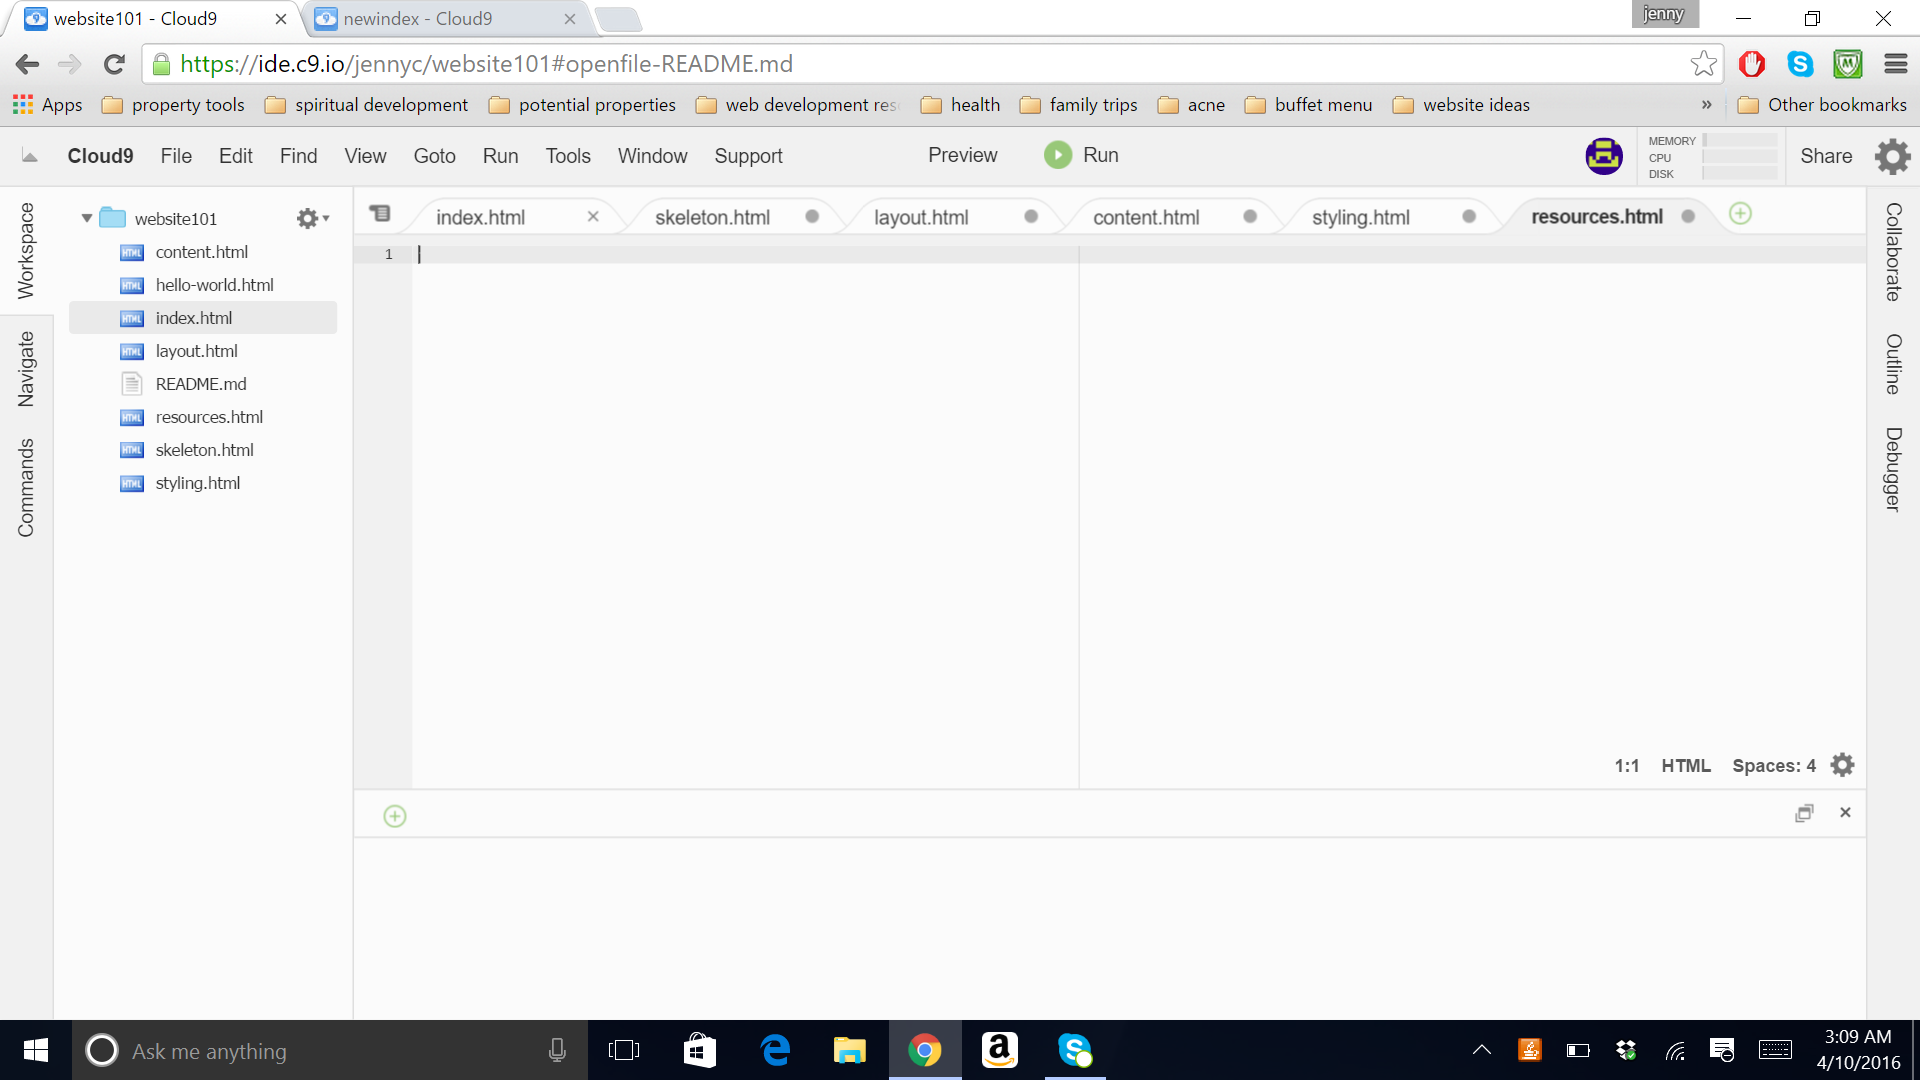 website101 - Cloud9
newindex - Cloud9
jenny
https://ide.c9.io/jennyc/website101#openfile-README.md
Apps property tools spiritual development potential properties web development res health family trips acne buffet menu website ideas » Other bookmarks
Cloud9 File Edit Find View Goto Run Tools Window Support Preview Run
MEMORY
CPU
DISK
Share
Workspace
Navigate
Commands
website101
content.html
hello-world.html
index.html
layout.html
README.md
resources.html
skeleton.html
styling.html
index.html skeleton.html layout.html content.html styling.html resources.html
1
Collaborate
Outline
Debugger
1:1 HTML Spaces: 4
Ask me anything
3:09 AM
4/10/2016